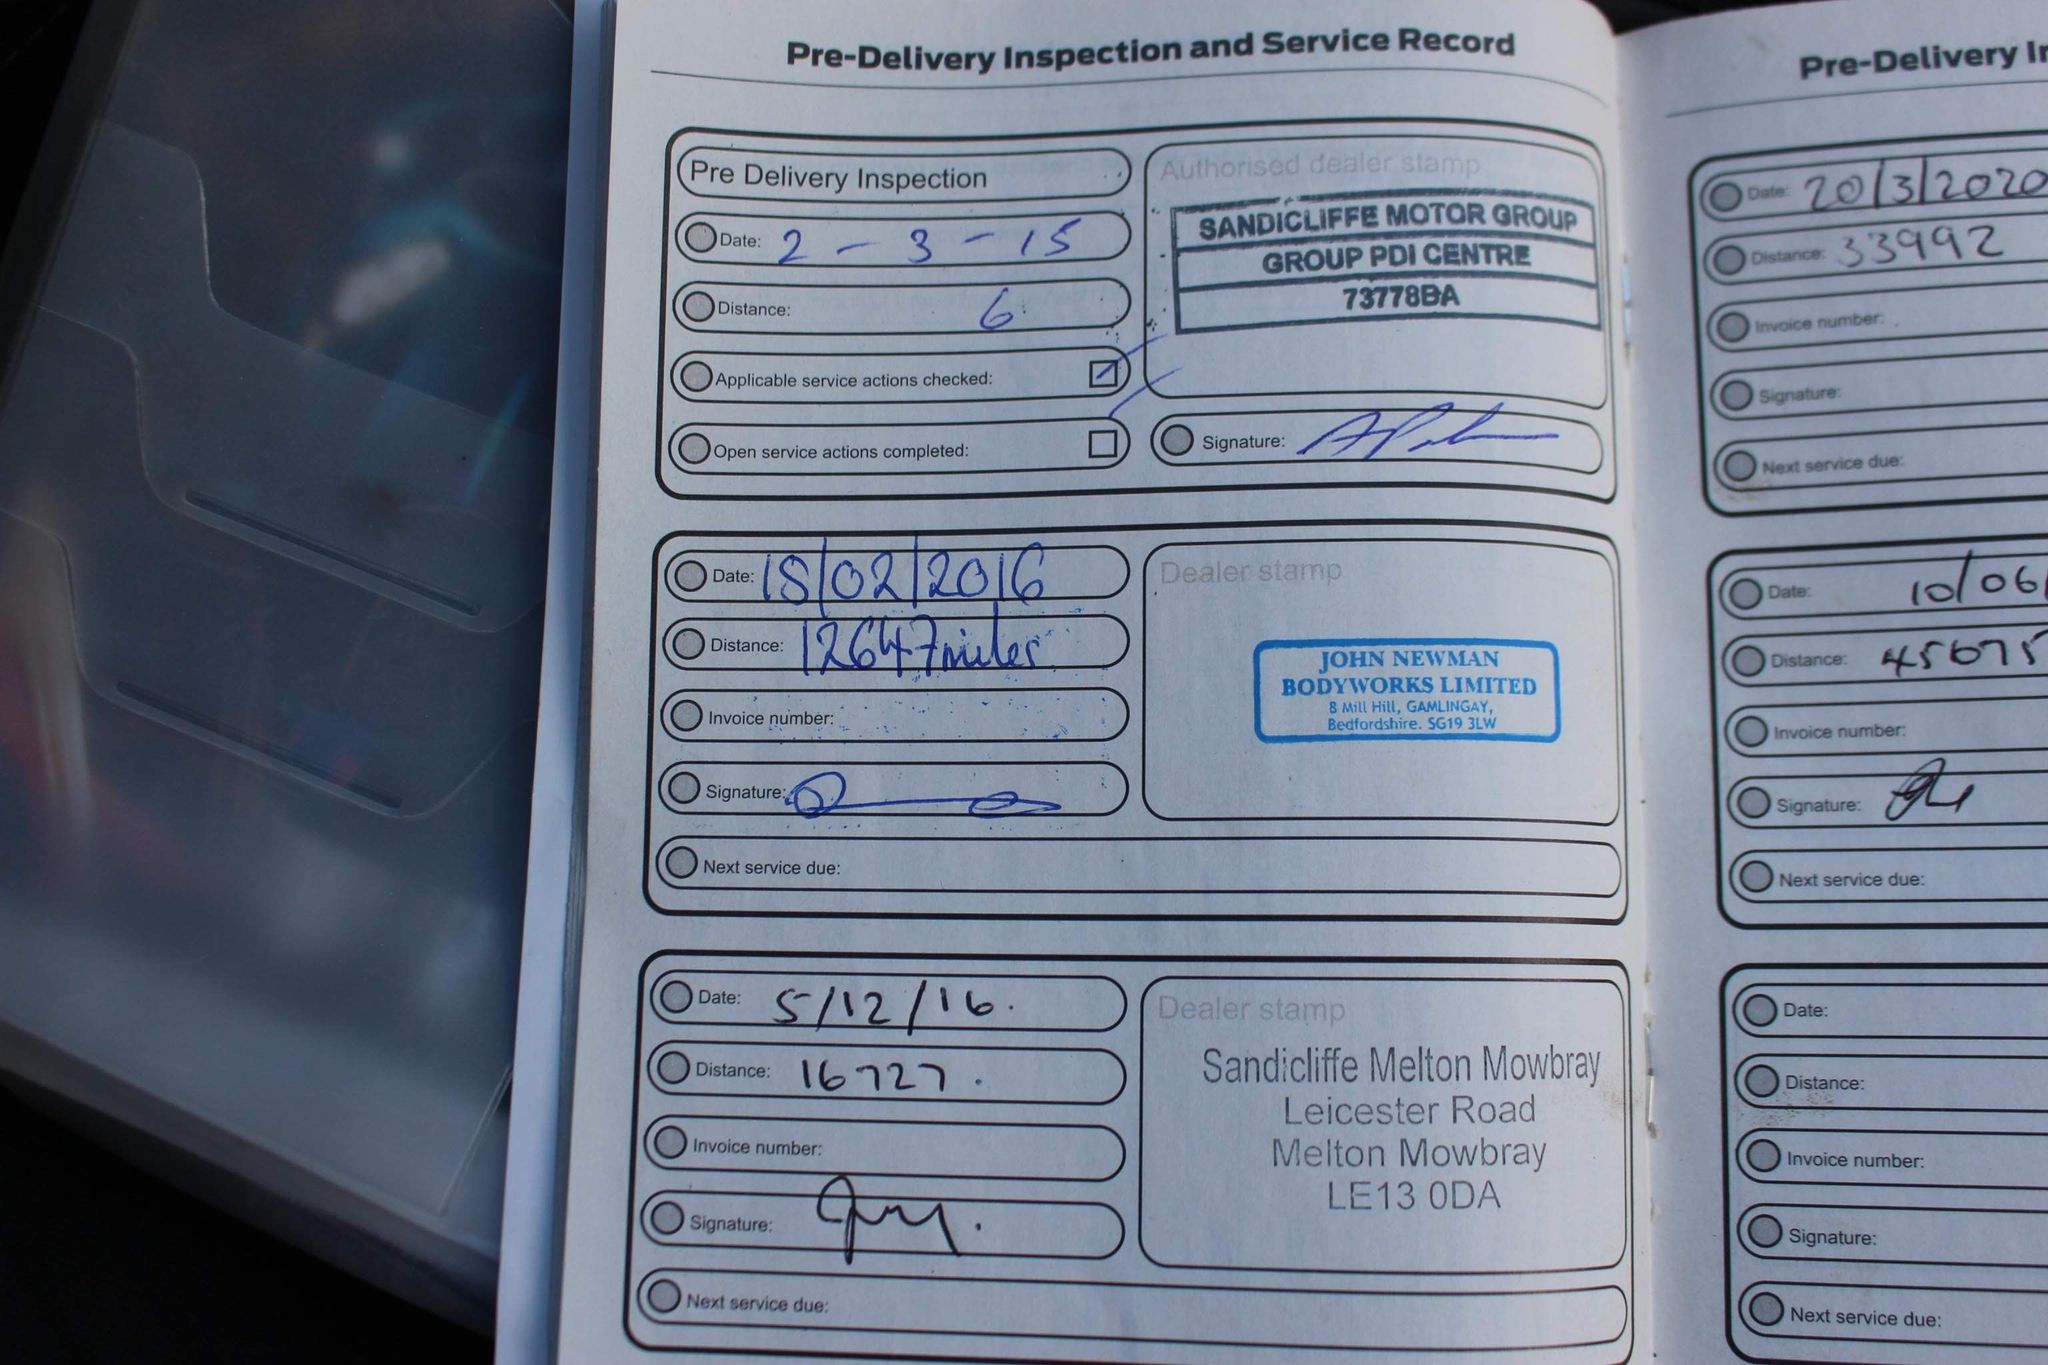 Pre-Delivery Inspection and Service Record
Pre Delivery Inspection
Date: 2 - 3 - 15
Distance: 6
Applicable service actions checked:
Open service actions completed:
Authorised dealer stamp
SANDICLIFFE MOTOR GROUP
GROUP PDI CENTRE
73778BA
Signature:
Date: 18/02/2016
Distance: 12647 miles
Invoice number:
Signature:
Next service due:
Dealer stamp
JOHN NEWMAN
BODYWORKS LIMITED
8 Mill Hill, GAMLINGAY,
Bedfordshire. SG19 3LW
Date: 5/12/16.
Distance: 16727.
Invoice number:
Signature:
Next service due:
Dealer stamp
Sandicliffe Melton Mowbray
Leicester Road
Melton Mowbray
LE13 0DA
Pre-Delivery
Date: 20/3/2020
Distance: 33992
Invoice number:
Signature:
Next service due:
Date: 10/06/
Distance: 45675
Invoice number:
Signature:
Next service due:
Date:
Distance:
Invoice number:
Signature:
Next service due: